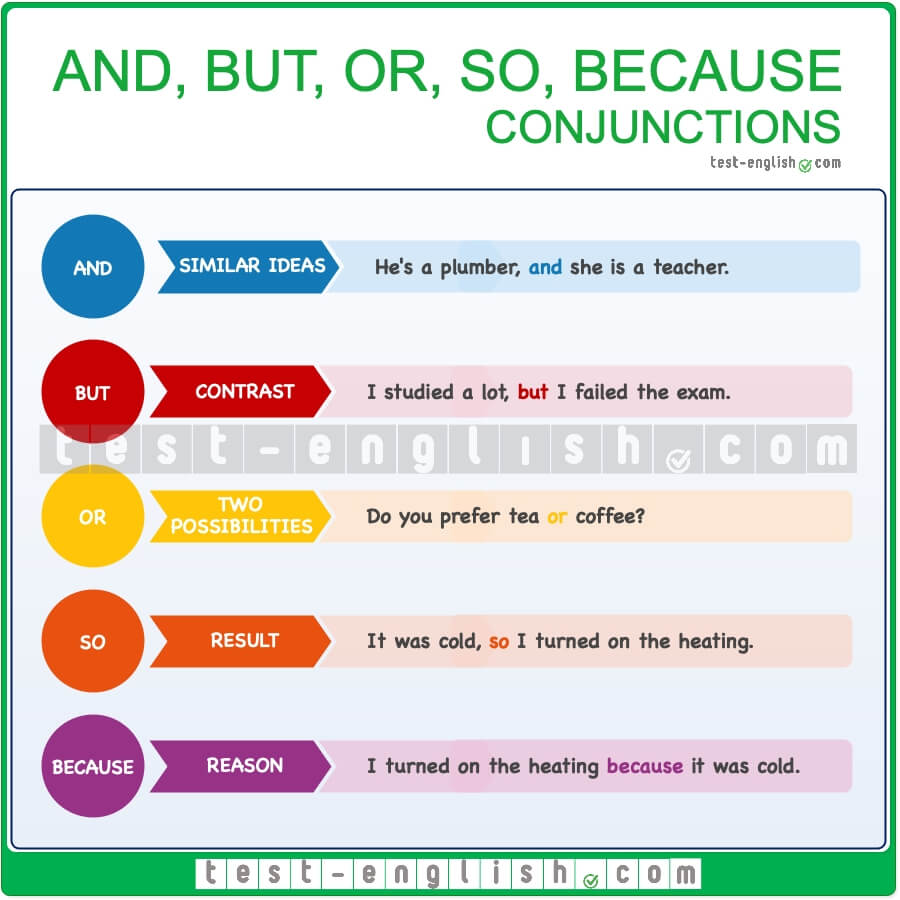 AND, BUT, OR, SO, BECAUSE
CONJUNCTIONS
test-english.com
AND
SIMILAR IDEAS
He's a plumber, and she is a teacher.
BUT
CONTRAST
I studied a lot, but I failed the exam.
test-english.com
OR
TWO
POSSIBILITIES
Do you prefer tea or coffee?
SO
RESULT
It was cold, so I turned on the heating.
BECAUSE
REASON
I turned on the heating because it was cold.
test-english.com